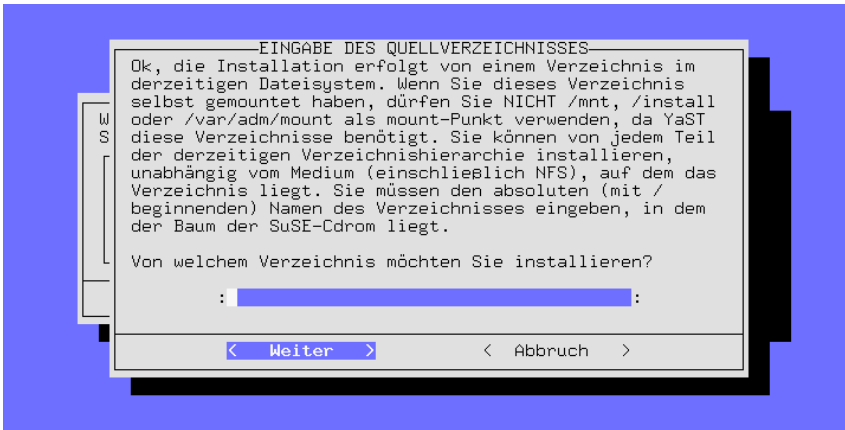 EINGABE DES QUELLVERZEICHNISSES
Ok, die Installation erfolgt von einem Verzeichnis im
derzeitigen Dateisystem. Wenn Sie dieses Verzeichnis
selbst gemountet haben, dürfen Sie NICHT /mnt, /install
oder /var/adm/mount als mount-Punkt verwenden, da YaST
diese Verzeichnisse benötigt. Sie können von jedem Teil
der derzeitigen Verzeichnishierarchie installieren,
unabhängig vom Medium (einschließlich NFS), auf dem das
Verzeichnis liegt. Sie müssen den absoluten (mit /
beginnenden) Namen des Verzeichnisses eingeben, in dem
der Baum der SuSE-Cdrom liegt.
Von welchem Verzeichnis möchten Sie installieren?
: :
< Weiter > < Abbruch >
W
S